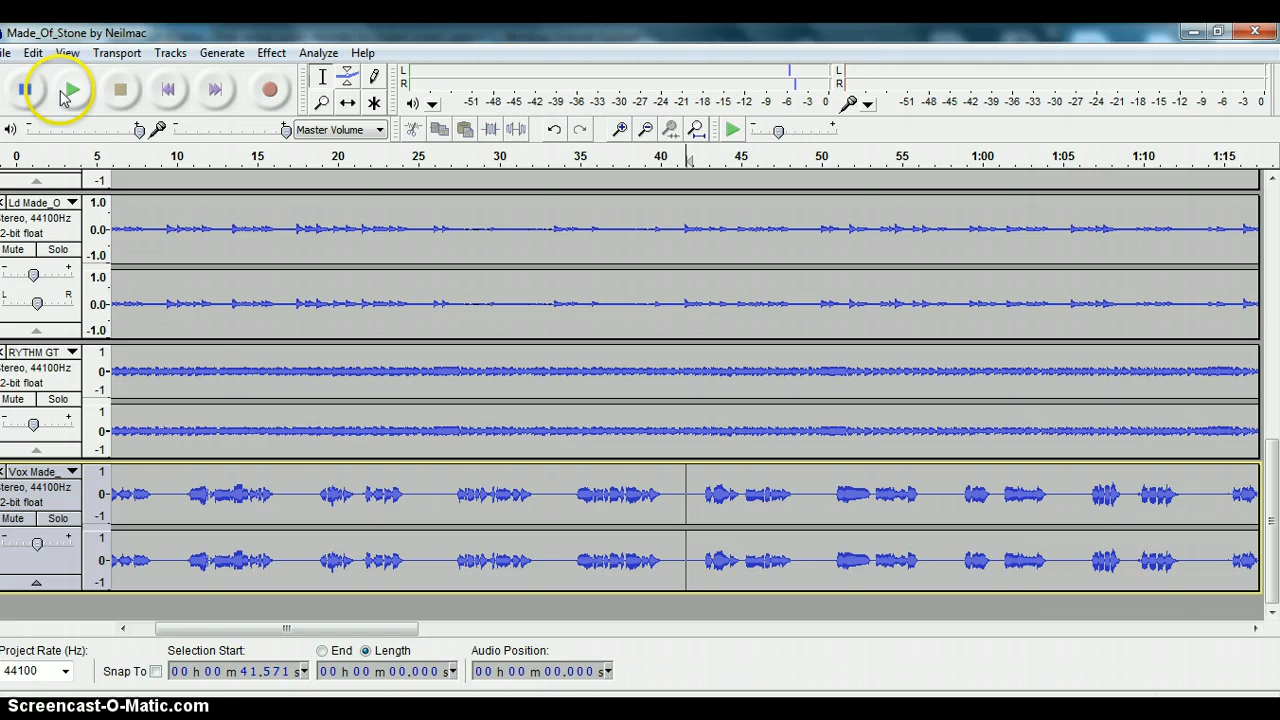 Made_Of_Stone by Neilmac
ile Edit View Transport Tracks Generate Effect Analyze Help
L
R
-51 -48 -45 -42 -39 -36 -33 -30 -27 -24 -21 -18 -15 -12 -9 -6 -3 0
L
R
-51 -48 -45 -42 -39 -36 -33 -30 -27 -24 -21 -18 -15 -12 -9 -6 -3 0
Master Volume
0 5 10 15 20 25 30 35 40 45 50 55 1:00 1:05 1:10 1:15
-1
Ld Made_O
Stereo, 44100Hz
2-bit float
Mute Solo
- +
L R
1.0
0.0
-1.0
1.0
0.0
-1.0
RYTHM GT
Stereo, 44100Hz
2-bit float
Mute Solo
- +
1
0
-1
1
0
-1
Vox Made_
Stereo, 44100Hz
2-bit float
Mute Solo
- +
1
0
-1
1
0
-1
Project Rate (Hz):
44100
Snap To
Selection Start:
00 h 00 m 41.571 s
End Length
00 h 00 m 00.000 s
Audio Position:
00 h 00 m 00.000 s
Screencast-O-Matic.com